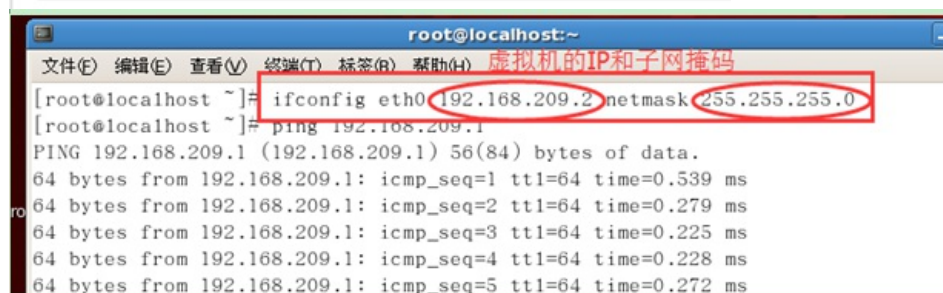 root@localhost:~
文件(F) 编辑(E) 查看(V) 终端(T) 标签(B) 帮助(H) 虚拟机的IP和子网掩码
[root@localhost ~]# ifconfig eth0 192.168.209.2 netmask 255.255.255.0
[root@localhost ~]# ping 192.168.209.1
PING 192.168.209.1 (192.168.209.1) 56(84) bytes of data.
64 bytes from 192.168.209.1: icmp_seq=1 ttl=64 time=0.539 ms
ro
64 bytes from 192.168.209.1: icmp_seq=2 ttl=64 time=0.279 ms
64 bytes from 192.168.209.1: icmp_seq=3 ttl=64 time=0.225 ms
64 bytes from 192.168.209.1: icmp_seq=4 ttl=64 time=0.228 ms
64 bytes from 192.168.209.1: icmp_seq=5 ttl=64 time=0.272 ms